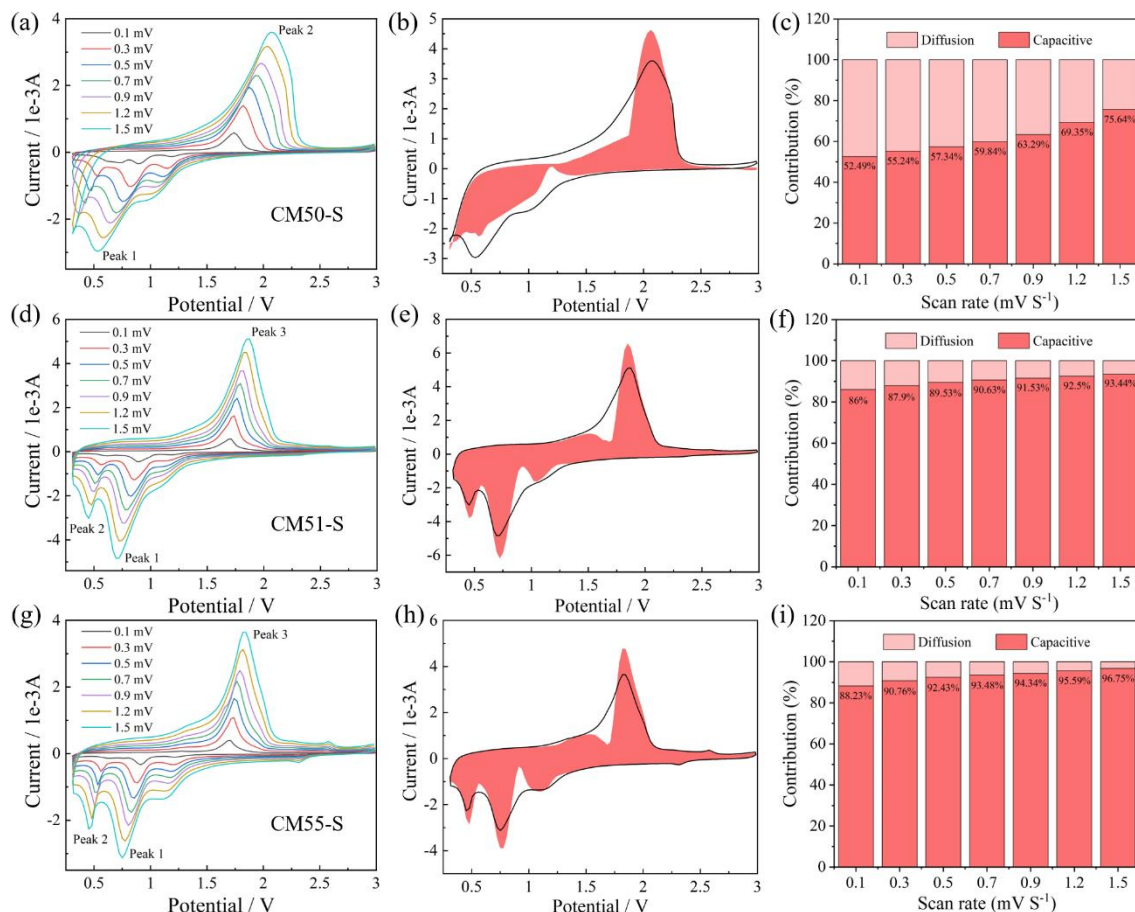 (a)
0.1 mV
0.3 mV
0.5 mV
0.7 mV
0.9 mV
1.2 mV
1.5 mV
Peak 2
Peak 1
CM50-S
Current / 1e-3A
4
2
0
-2
0.5 1.0 1.5 2.0 2.5 3
Potential / V
(b)
Current / 1e-3A
5
4
3
2
1
0
-1
-2
-3
0.5 1.0 1.5 2.0 2.5 3
Potential / V
(c)
Diffusion Capacitive
Contribution (%)
120
100
80
60
40
20
0
52.49% 55.24% 57.34% 59.84% 63.29% 69.35% 75.64%
0.1 0.3 0.5 0.7 0.9 1.2 1.5
Scan rate (mV S-1)
(d)
0.1 mV
0.3 mV
0.5 mV
0.7 mV
0.9 mV
1.2 mV
1.5 mV
Peak 3
Peak 2
Peak 1
CM51-S
Current / 1e-3A
6
4
2
0
-2
-4
0.5 1.0 1.5 2.0 2.5 3
Potential / V
(e)
Current / 1e-3A
8
6
4
2
0
-2
-4
-6
0.5 1.0 1.5 2.0 2.5 3
Potential / V
(f)
Diffusion Capacitive
Contribution (%)
120
100
80
60
40
20
0
86% 87.9% 89.53% 90.63% 91.53% 92.5% 93.44%
0.1 0.3 0.5 0.7 0.9 1.2 1.5
Scan rate (mV S-1)
(g)
0.1 mV
0.3 mV
0.5 mV
0.7 mV
0.9 mV
1.2 mV
1.5 mV
Peak 3
Peak 2
Peak 1
CM55-S
Current / 1e-3A
4
2
0
-2
0.5 1.0 1.5 2.0 2.5 3
Potential / V
(h)
Current / 1e-3A
6
4
2
0
-2
-4
0.5 1.0 1.5 2.0 2.5 3
Potential / V
(i)
Diffusion Capacitive
Contribution (%)
120
100
80
60
40
20
0
88.23% 90.76% 92.43% 93.48% 94.34% 95.59% 96.75%
0.1 0.3 0.5 0.7 0.9 1.2 1.5
Scan rate (mV S-1)